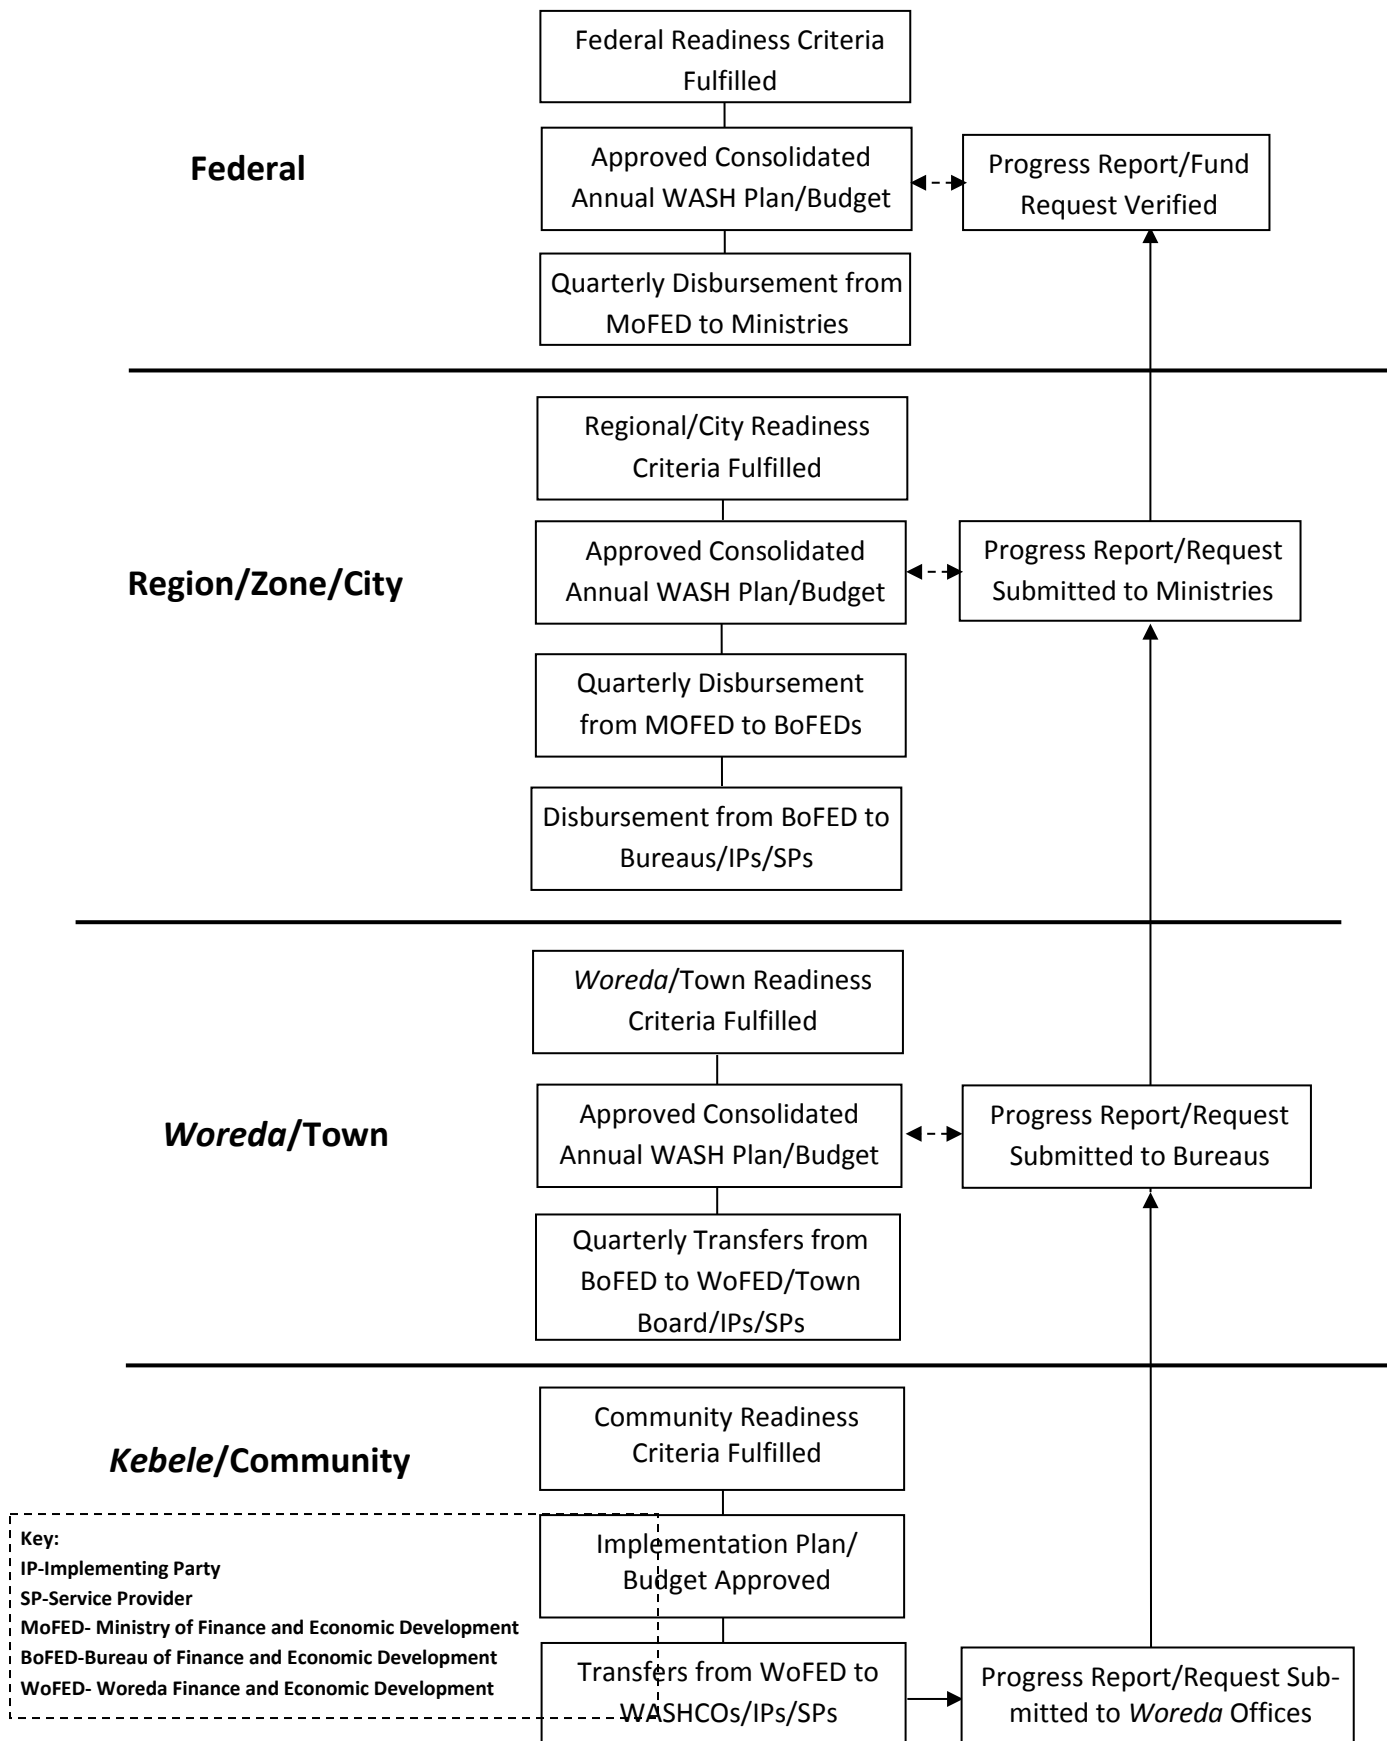 Federal Readiness Criteria
Fulfilled
Federal
Approved Consolidated
Annual WASH Plan/Budget
Progress Report/Fund
Request Verified
Quarterly Disbursement from
MoFED to Ministries
Regional/City Readiness
Criteria Fulfilled
Region/Zone/City
Approved Consolidated
Annual WASH Plan/Budget
Progress Report/Request
Submitted to Ministries
Quarterly Disbursement
from MOFED to BoFEDs
Disbursement from BoFED to
Bureaus/IPs/SPs
Woreda/Town Readiness
Criteria Fulfilled
Woreda/Town
Approved Consolidated
Annual WASH Plan/Budget
Progress Report/Request
Submitted to Bureaus
Quarterly Transfers from
BoFED to WoFED/Town
Board/IPs/SPs
Community Readiness
Criteria Fulfilled
Kebele/Community
Implementation Plan/
Budget Approved
Key:
IP-Implementing Party
SP-Service Provider
MoFED- Ministry of Finance and Economic Development
BoFED-Bureau of Finance and Economic Development
WoFED- Woreda Finance and Economic Development
Transfers from WoFED to
WASHCOs/IPs/SPs
Progress Report/Request Sub-
mitted to Woreda Offices